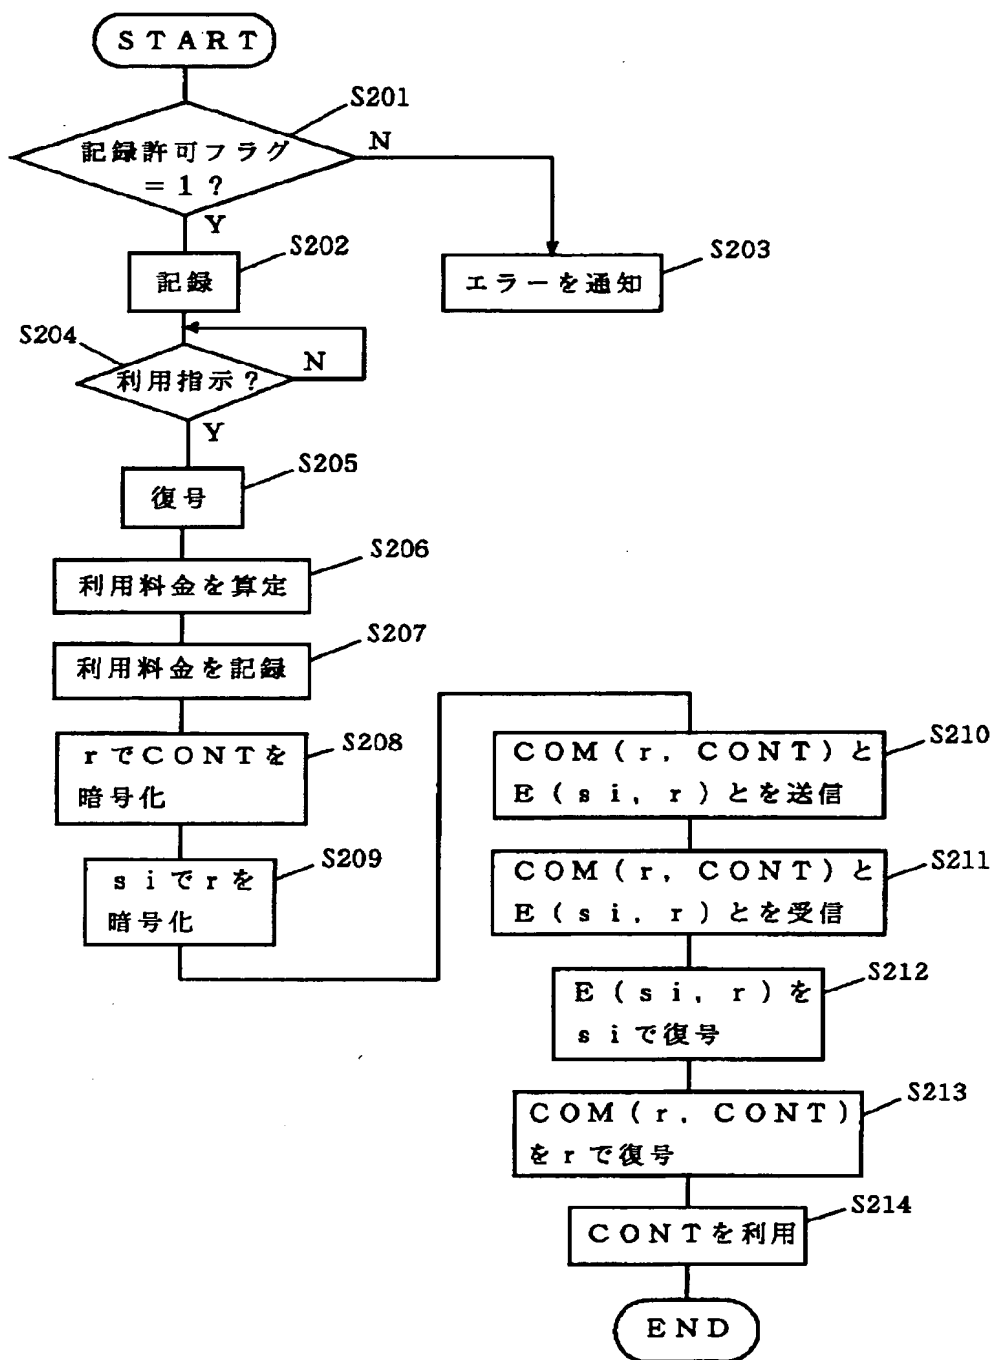 START
S201
記録許可フラグ
=1?
N
Y
S202
記録
S203
エラーを通知
S204
利用指示?
N
Y
S205
復号
S206
利用料金を算定
S207
利用料金を記録
S208
rでCONTを
暗号化
S209
siでrを
暗号化
S210
COM(r, CONT)と
E(si, r)とを送信
S211
COM(r, CONT)と
E(si, r)とを受信
S212
E(si, r)を
siで復号
S213
COM(r, CONT)
をrで復号
S214
CONTを利用
END